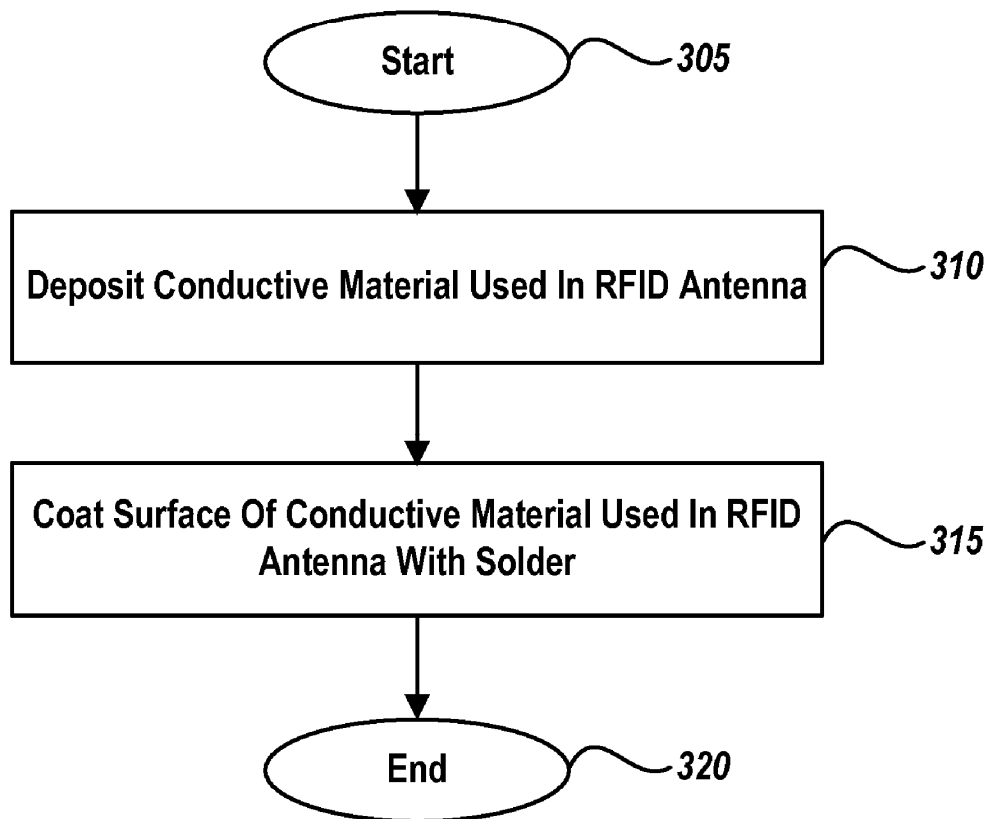 Start
305
Deposit Conductive Material Used In RFID Antenna
310
Coat Surface Of Conductive Material Used In RFID
Antenna With Solder
315
End
320